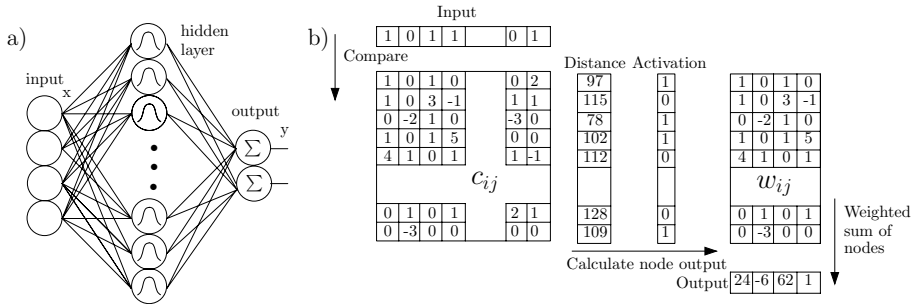 a)
input
x
hidden
layer
output
y
Σ
Σ
b)
Input
1 0 1 1 0 1
Compare
1 0 1 0 0 2
1 0 3 -1 1 1
0 -2 1 0 -3 0
1 0 1 5 0 0
4 1 0 1 1 -1
c_ij
0 1 0 1 2 1
0 -3 0 0 0 0
Distance Activation
97 1
115 0
78 1
102 1
112 0
128 0
109 1
Calculate node output
1 0 1 0
1 0 3 -1
0 -2 1 0
1 0 1 5
4 1 0 1
w_ij
0 1 0 1
0 -3 0 0
Weighted
sum of
nodes
Output 24 -6 62 1